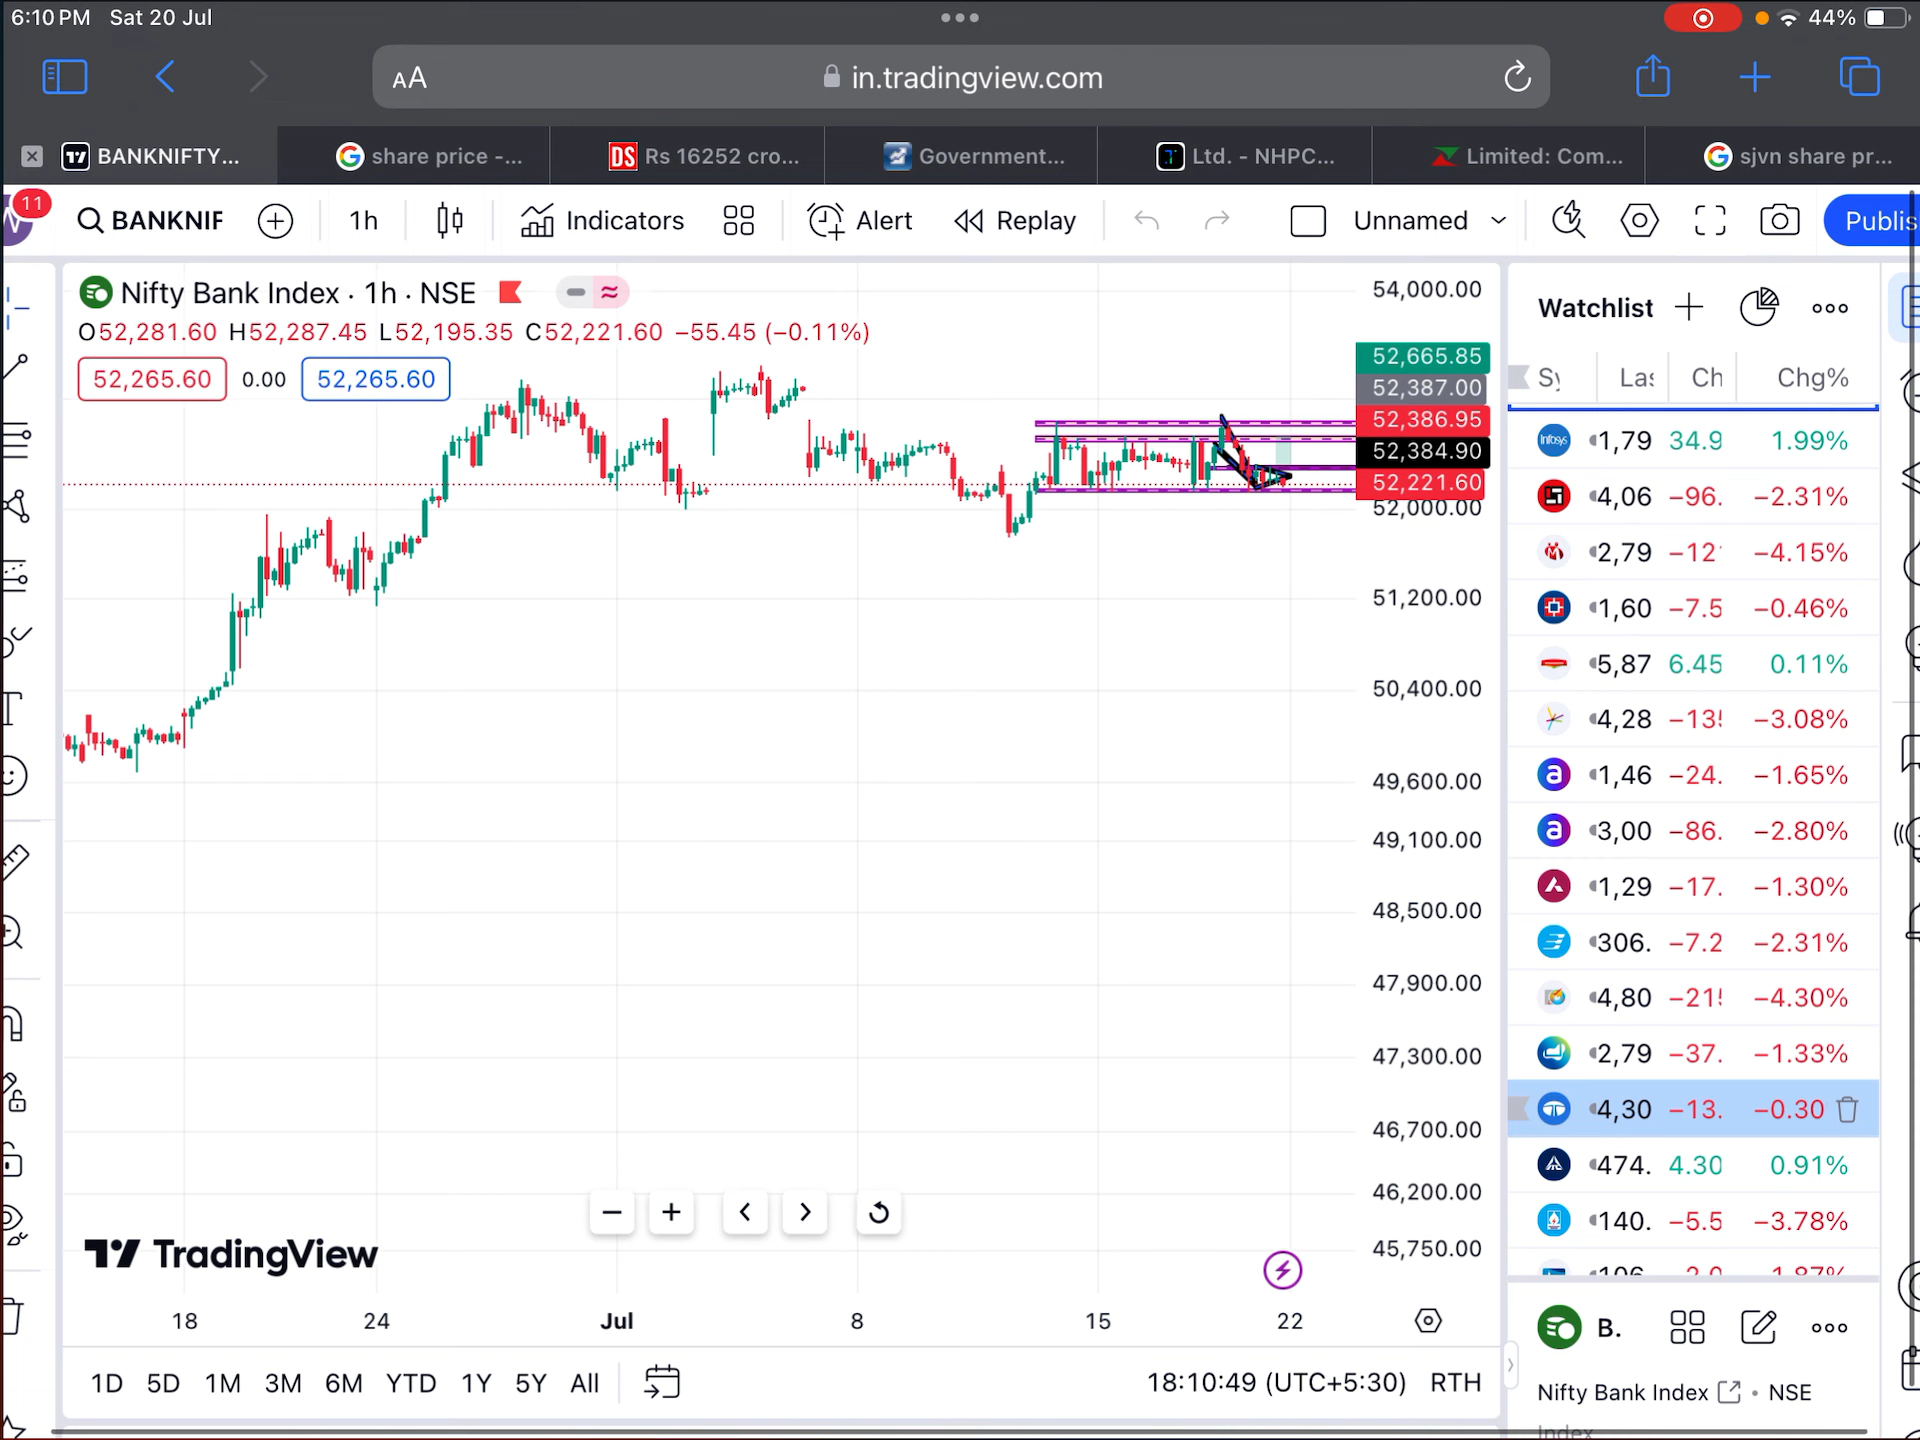 6:10 PM Sat 20 Jul
44%
AA in.tradingview.com
BANKNIFTY...
share price -...
DS Rs 16252 cro...
Government...
Ltd. - NHPC...
Limited: Com...
sjvn share pr...
11
BANKNIF
1h
Indicators
Alert
Replay
Unnamed
Publis
Nifty Bank Index · 1h · NSE
O52,281.60 H52,287.45 L52,195.35 C52,221.60 −55.45 (−0.11%)
52,265.60 0.00 52,265.60
54,000.00
52,665.85
52,387.00
52,386.95
52,384.90
52,221.60
52,000.00
51,200.00
50,400.00
49,600.00
49,100.00
48,500.00
47,900.00
47,300.00
46,700.00
46,200.00
45,750.00
TradingView
18 24 Jul 8 15 22
1D 5D 1M 3M 6M YTD 1Y 5Y All
18:10:49 (UTC+5:30) RTH
Watchlist
Sy Las Ch Chg%
Infosys 1,79 34.9 1.99%
4,06 −96. −2.31%
2,79 −12 −4.15%
1,60 −7.5 −0.46%
5,87 6.45 0.11%
4,28 −13 −3.08%
a 1,46 −24. −1.65%
a 3,00 −86. −2.80%
1,29 −17. −1.30%
306. −7.2 −2.31%
4,80 −21 −4.30%
2,79 −37. −1.33%
4,30 −13. −0.30
474. 4.30 0.91%
140. −5.5 −3.78%
B.
Nifty Bank Index • NSE
Index